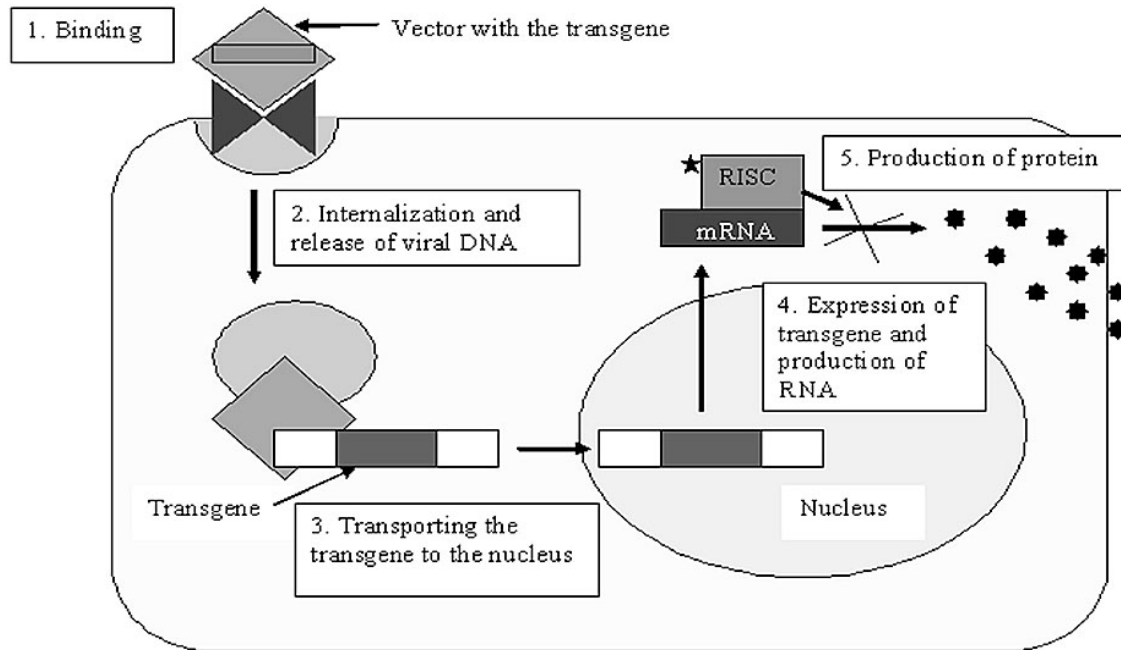 1. Binding
Vector with the transgene
2. Internalization and
release of viral DNA
RISC
mRNA
5. Production of protein
4. Expression of
transgene and
production of
RNA
Transgene
3. Transporting the
transgene to the nucleus
Nucleus